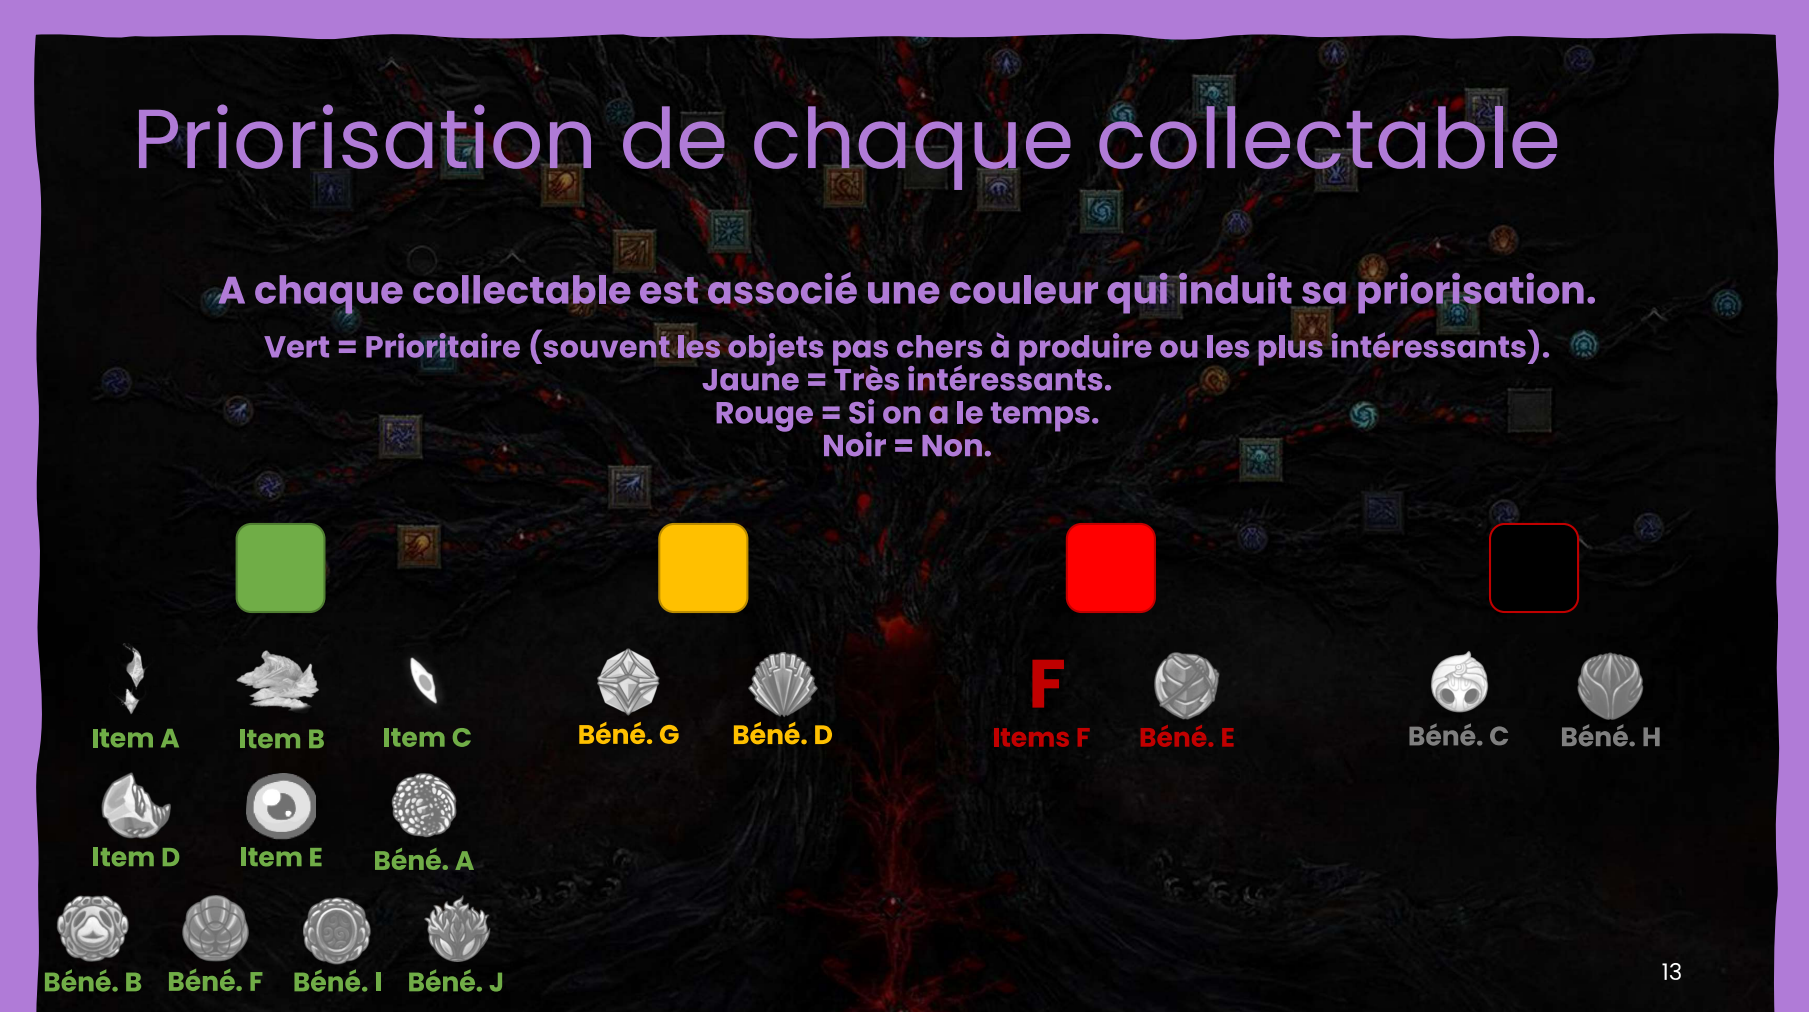 Priorisation de chaque collectable
A chaque collectable est associé une couleur qui induit sa priorisation.
Vert = Prioritaire (souvent les objets pas chers à produire ou les plus intéressants).
Jaune = Très intéressants.
Rouge = Si on a le temps.
Noir = Non.
Item A
Item B
Item C
Item D
Item E
Béné. A
Béné. B
Béné. F
Béné. I
Béné. J
Béné. G
Béné. D
F
Items F
Béné. E
Béné. C
Béné. H
13